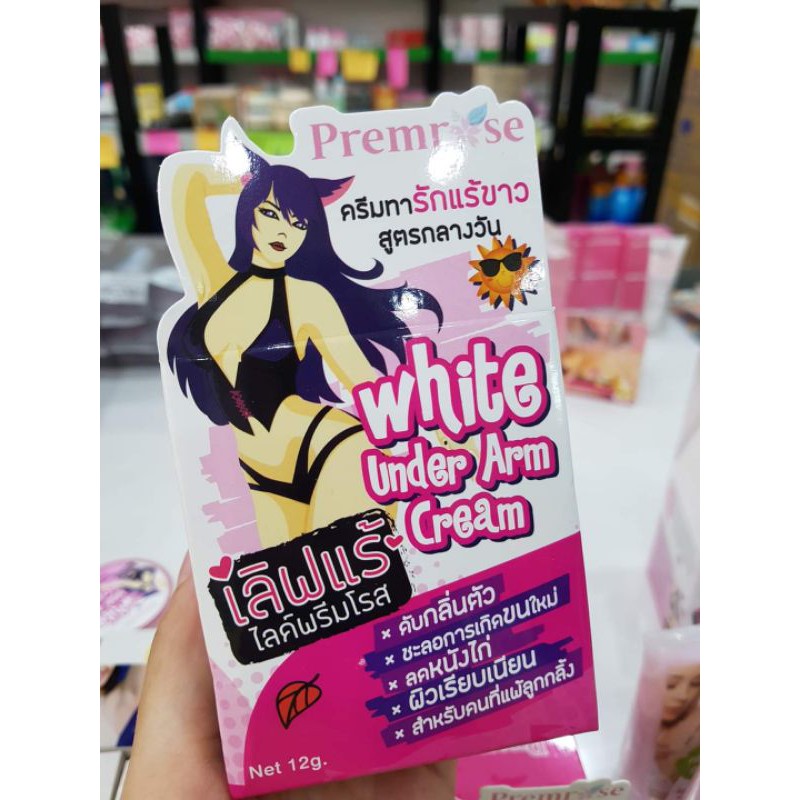 Premrose
ครีมทารักแร้ขาว
สูตรกลางวัน
White
Under Arm
Cream
เลิฟแร้
ไลค์พรีมโรส
× ดับกลิ่นตัว
× ชะลอการเกิดขนใหม่
× ลดหนังไก่
× ผิวเรียบเนียน
× สำหรับคนที่แพ้ลูกกลิ้ง
Net 12g.
Premrose